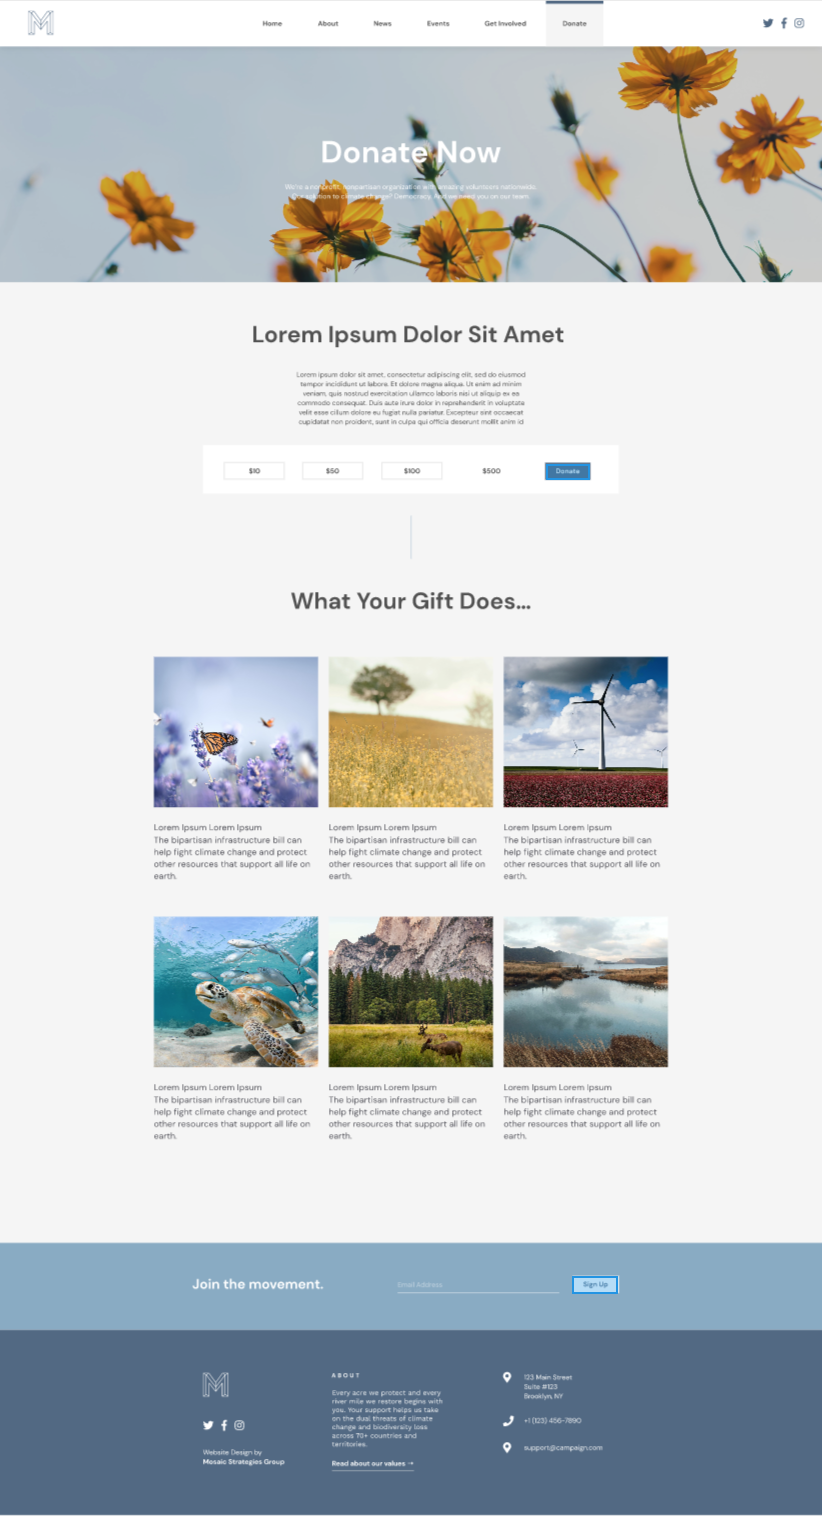 M
Home
About
News
Events
Get Involved
Donate
Donate Now
We're a nonprofit, nonpartisan organization with amazing volunteers nationwide.
Our solution to climate change? Democracy. And we need you on our team.
Lorem Ipsum Dolor Sit Amet
Lorem ipsum dolor sit amet, consectetur adipiscing elit, sed do eiusmod
tempor incididunt ut labore. Et dolore magna aliqua. Ut enim ad minim
veniam, quis nostrud exercitation ullamco laboris nisi ut aliquip ex ea
commodo consequat. Duis aute irure dolor in reprehenderit in voluptate
velit esse cillum dolore eu fugiat nulla pariatur. Excepteur sint occaecat
cupidatat non proident, sunt in culpa qui officia deserunt mollit anim id
$10
$50
$100
$500
Donate
What Your Gift Does...
Lorem Ipsum Lorem Ipsum
The bipartisan infrastructure bill can
help fight climate change and protect
other resources that support all life on
earth.
Lorem Ipsum Lorem Ipsum
The bipartisan infrastructure bill can
help fight climate change and protect
other resources that support all life on
earth.
Lorem Ipsum Lorem Ipsum
The bipartisan infrastructure bill can
help fight climate change and protect
other resources that support all life on
earth.
Lorem Ipsum Lorem Ipsum
The bipartisan infrastructure bill can
help fight climate change and protect
other resources that support all life on
earth.
Lorem Ipsum Lorem Ipsum
The bipartisan infrastructure bill can
help fight climate change and protect
other resources that support all life on
earth.
Lorem Ipsum Lorem Ipsum
The bipartisan infrastructure bill can
help fight climate change and protect
other resources that support all life on
earth.
Join the movement.
Email Address
Sign Up
M
Website Design by
Mosaic Strategies Group
ABOUT
Every acre we protect and every
river mile we restore begins with
you. Your support helps us take
on the dual threats of climate
change and biodiversity loss
across 70+ countries and
territories.
Read about our values →
123 Main Street
Suite #123
Brooklyn, NY
+1 (123) 456-7890
support@campaign.com